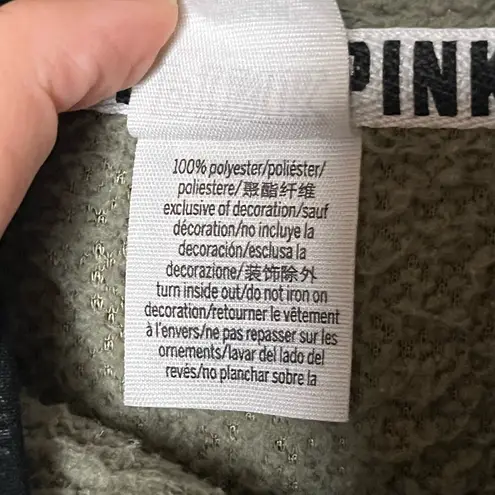 PINK
100% polyester/poliéster/
poliestere/聚酯纤维
exclusive of decoration/sauf
décoration/no incluye la
decoración/esclusa la
decorazione/装饰除外
turn inside out/do not iron on
decoration/retourner le vêtement
à l'envers/ne pas repasser sur les
ornements/lavar del lado del
revés/no planchar sobre la